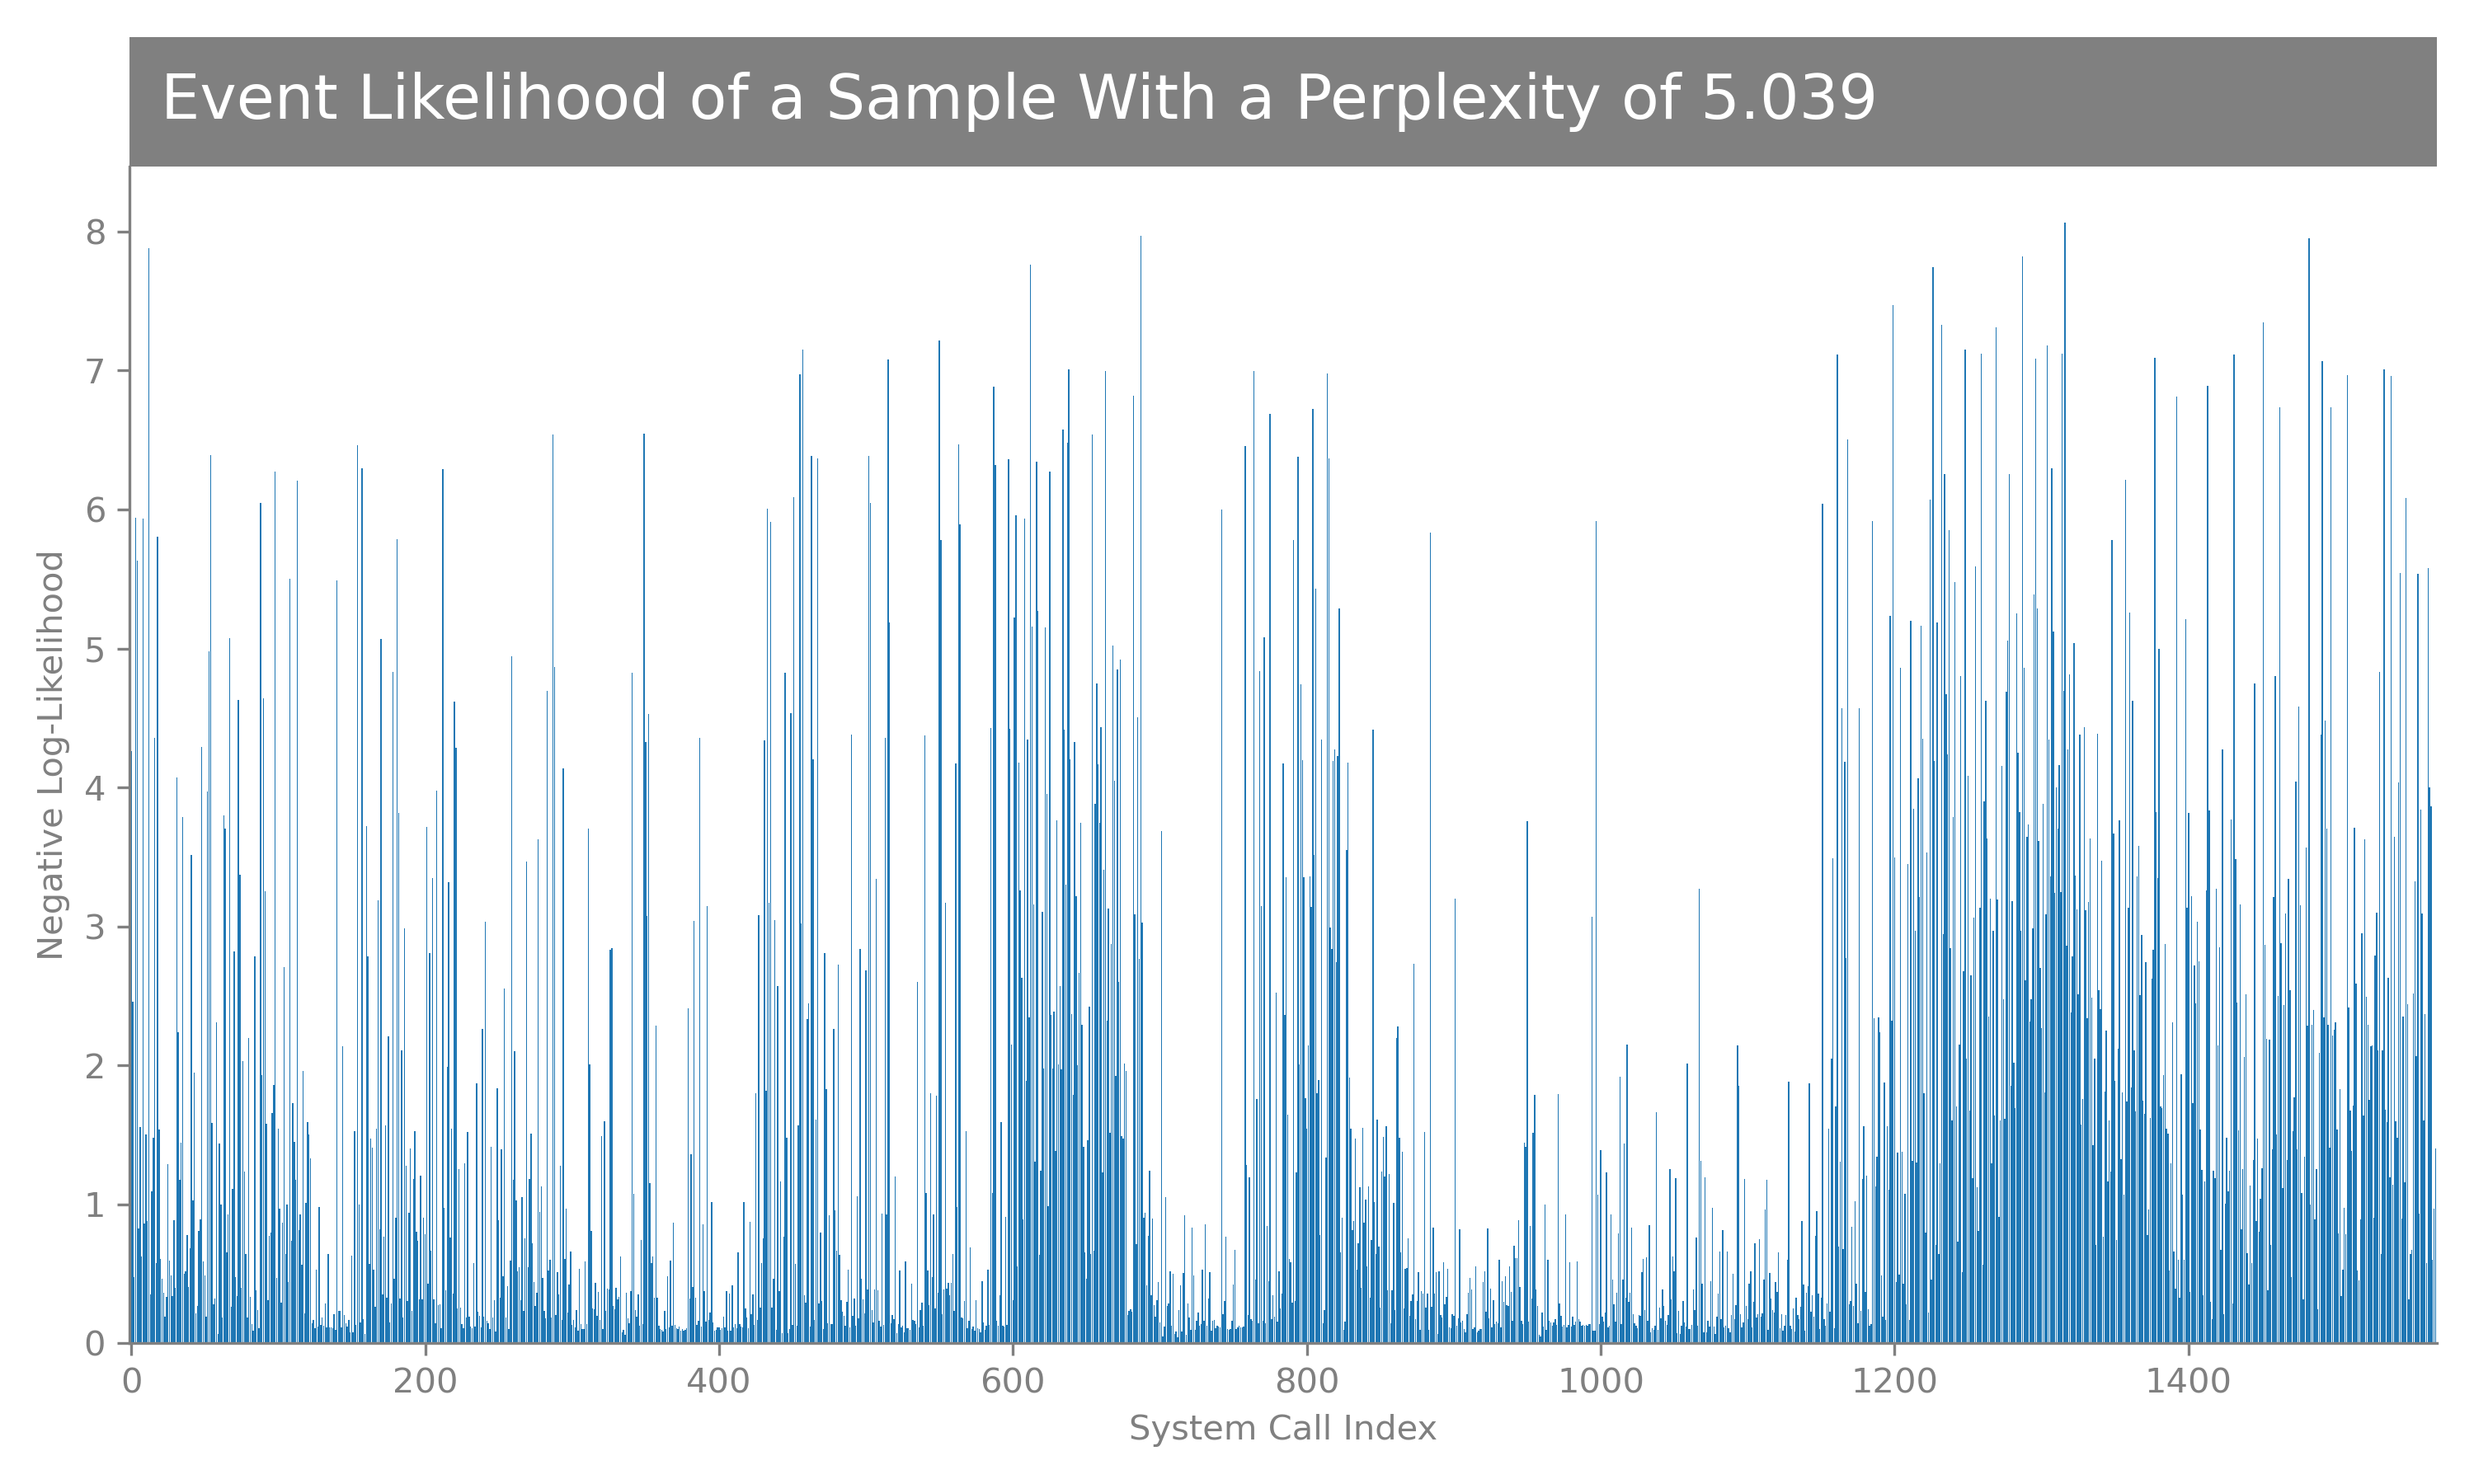 Event Likelihood of a Sample With a Perplexity of 5.039
8
7
6
5
4
3
2
1
0
Negative Log-Likelihood
0 200 400 600 800 1000 1200 1400
System Call Index